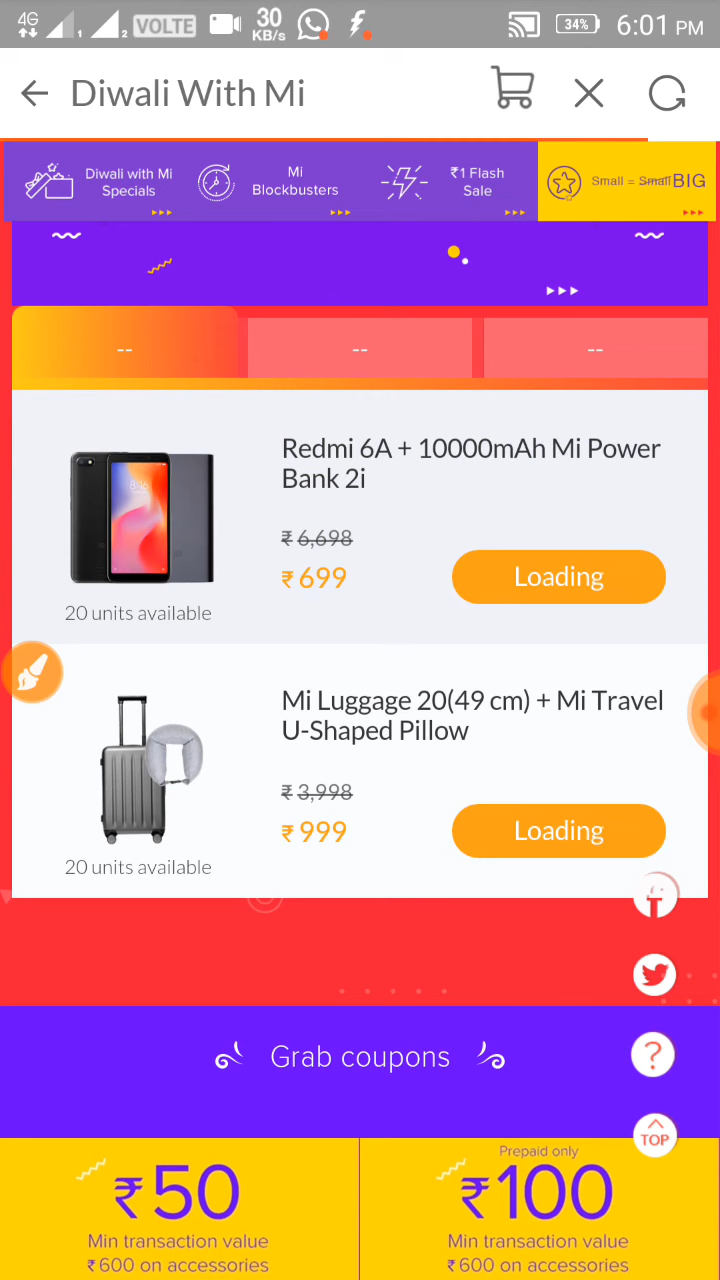 4G 1 2 VOLTE 30 KB/s 34% 6:01 PM
Diwali With Mi
Diwali with Mi
Specials
Mi
Blockbusters
₹1 Flash
Sale
Small = Small BIG
--
--
--
Redmi 6A + 10000mAh Mi Power
Bank 2i
₹ 6,698
₹ 699
Loading
20 units available
Mi Luggage 20(49 cm) + Mi Travel
U-Shaped Pillow
₹ 3,998
₹ 999
Loading
20 units available
Grab coupons
?
TOP
₹50
Min transaction value
₹600 on accessories
Prepaid only
₹100
Min transaction value
₹600 on accessories